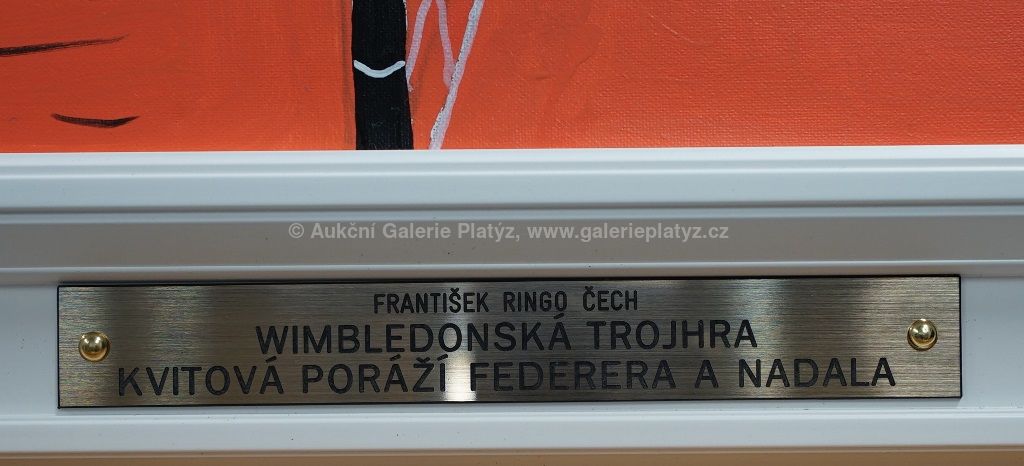 © Aukční Galerie Platýz, www.galerieplatyz.cz
FRANTIŠEK RINGO ČECH
WIMBLEDONSKÁ TROJHRA
KVITOVÁ PORÁŽÍ FEDERERA A NADALA